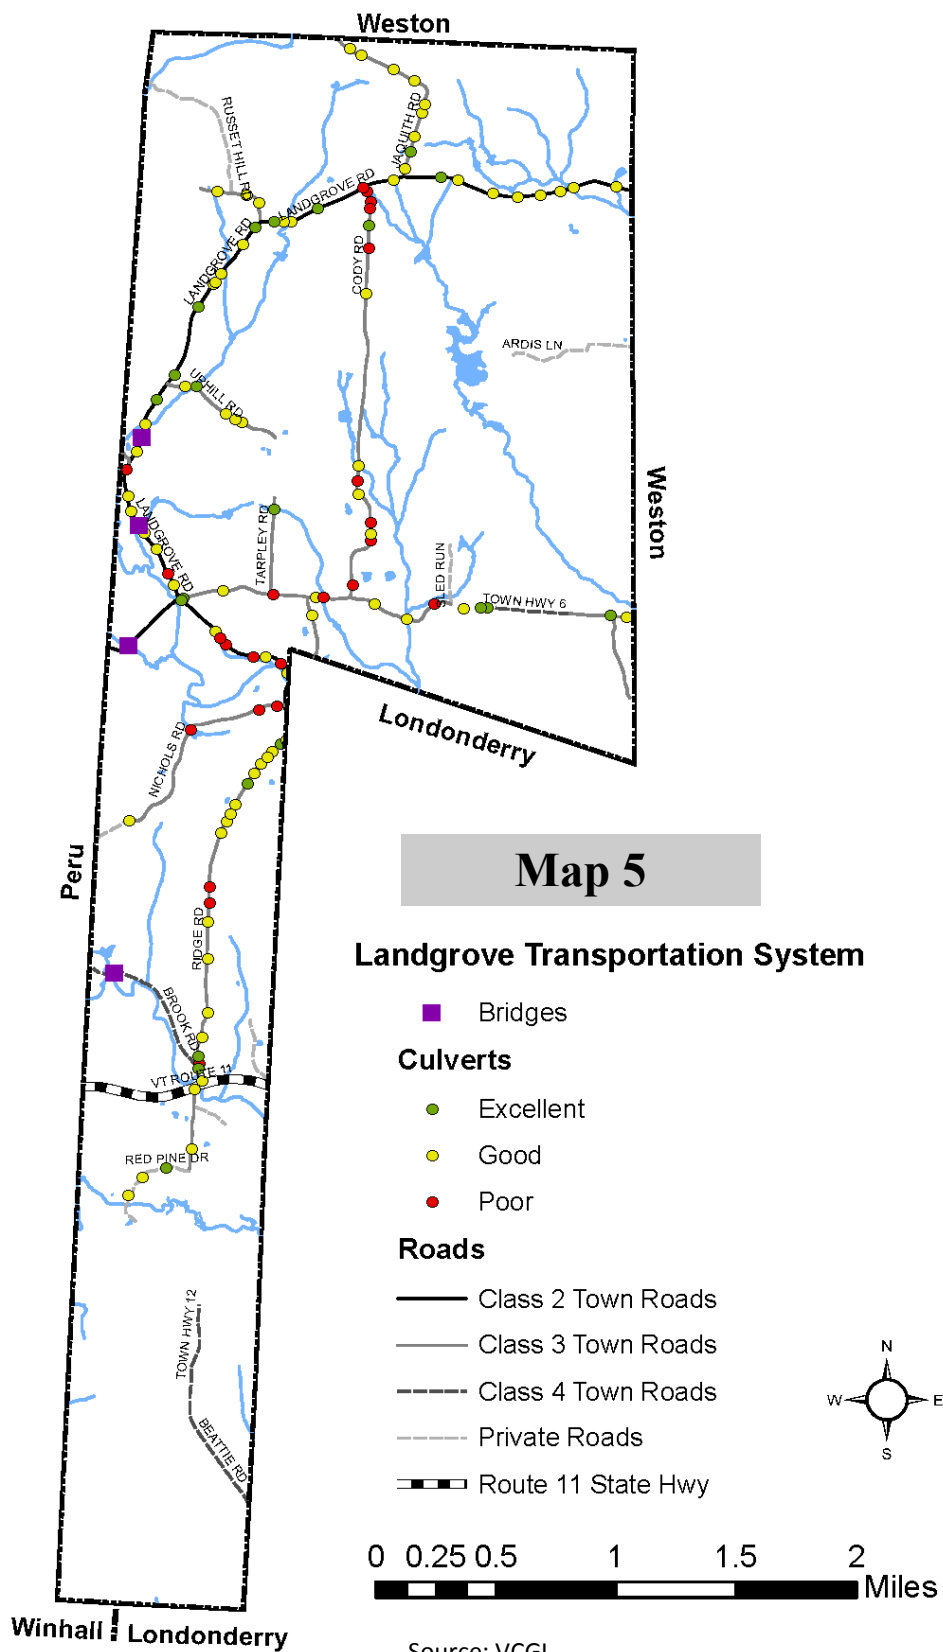 Weston
RUSSET HILL RD
JAQUITH RD
LANDGROVE RD
LANDGROVE RD
CODY RD
ARDIS LN
UPHILL RD
Weston
LANDGROVE RD
TARPLEY RD
SLED RUN
TOWN HWY 6
Londonderry
NICHOLS RD
Peru
Map 5
RIDGE RD
Landgrove Transportation System
BROOK RD
Bridges
Culverts
VT ROUTE 11
Excellent
Good
RED PINE DR
Poor
Roads
Class 2 Town Roads
TOWN HWY 12
Class 3 Town Roads
Class 4 Town Roads
BEATTIE RD
Private Roads
Route 11 State Hwy
N
W E
S
0 0.25 0.5 1 1.5 2
Miles
Winhall Londonderry
Source: VCGI